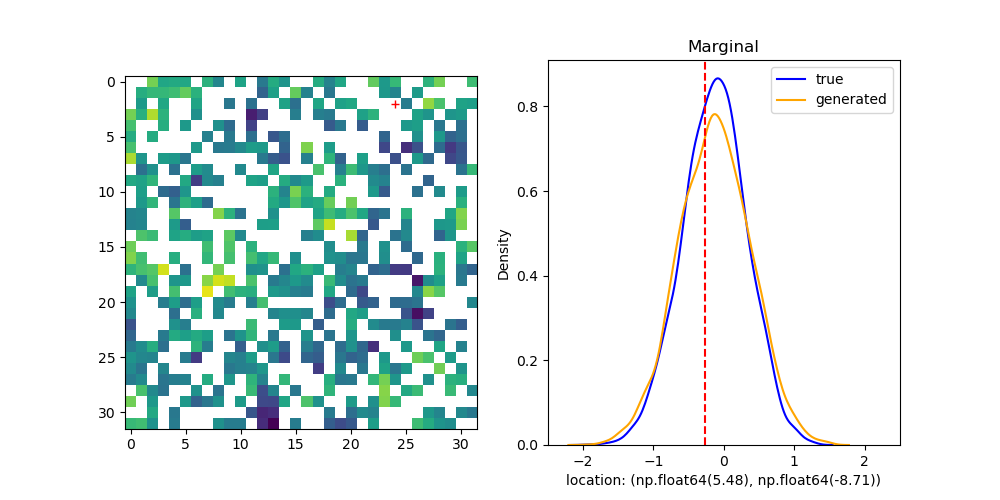 0
5
10
15
20
25
30
0 5 10 15 20 25 30
Marginal
true
generated
Density
0.8
0.6
0.4
0.2
0.0
−2 −1 0 1 2
location: (np.float64(5.48), np.float64(-8.71))